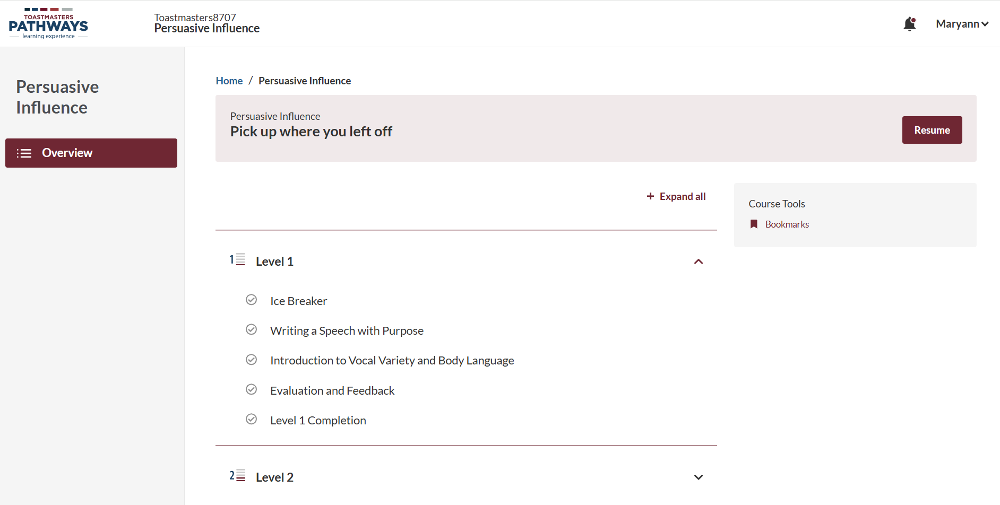 TOASTMASTERS
PATHWAYS
learning experience
Toastmasters8707
Persuasive Influence
Maryann
Persuasive
Influence
Overview
Home / Persuasive Influence
Persuasive Influence
Pick up where you left off
Resume
+ Expand all
Course Tools
Bookmarks
1 Level 1
Ice Breaker
Writing a Speech with Purpose
Introduction to Vocal Variety and Body Language
Evaluation and Feedback
Level 1 Completion
2 Level 2